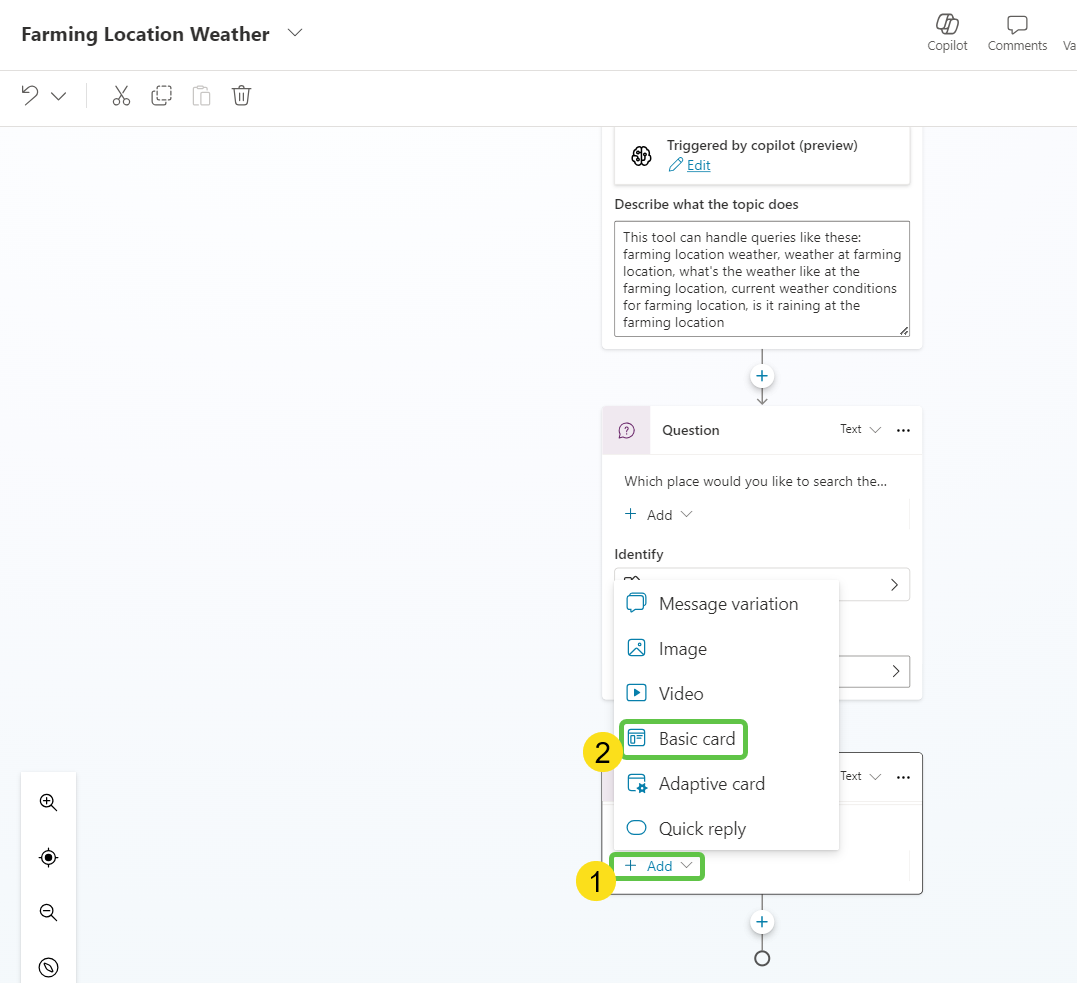 Farming Location Weather
Copilot
Comments
Va
Triggered by copilot (preview)
Edit
Describe what the topic does
This tool can handle queries like these:
farming location weather, weather at farming
location, what's the weather like at the
farming location, current weather conditions
for farming location, is it raining at the
farming location
Question
Text
Which place would you like to search the...
Add
Identify
Message variation
Image
Video
2
Basic card
Text
Adaptive card
Quick reply
1
Add